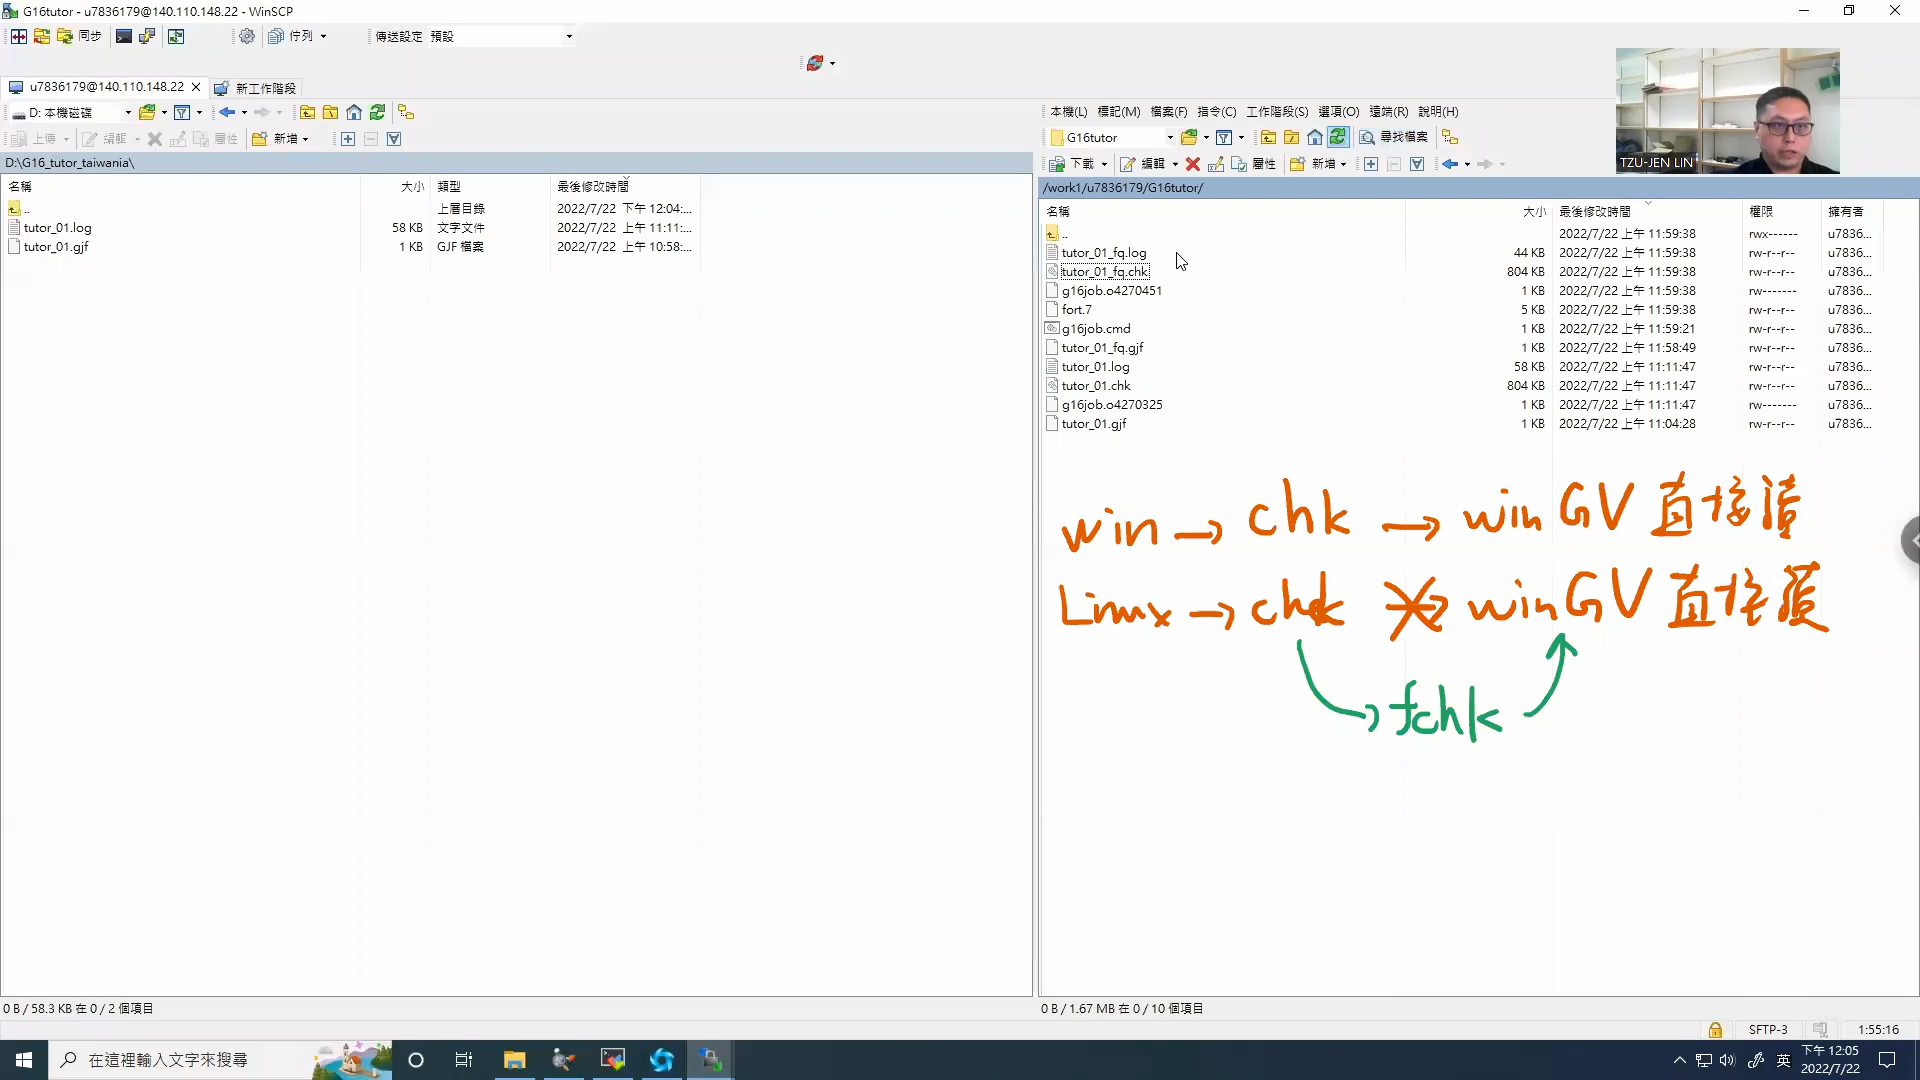 G16tutor - u7836179@140.110.148.22 - WinSCP
同步 佇列 傳送設定 預設
u7836179@140.110.148.22 新工作階段
D: 本機磁碟
上傳 編輯 屬性 新增
D:\G16_tutor_taiwania\
名稱 大小 類型 最後修改時間
.. 上層目錄 2022/7/22 下午 12:04:...
tutor_01.log 58 KB 文字文件 2022/7/22 上午 11:11:...
tutor_01.gjf 1 KB GJF 檔案 2022/7/22 上午 10:58:...
0 B / 58.3 KB 在 0 / 2 個項目
本機(L) 標記(M) 檔案(F) 指令(C) 工作階段(S) 選項(O) 遠端(R) 說明(H)
G16tutor 尋找檔案
下載 編輯 屬性 新增
TZU-JEN LIN
/work1/u7836179/G16tutor/
名稱 大小 最後修改時間 權限 擁有者
.. 2022/7/22 上午 11:59:38 rwx------ u7836...
tutor_01_fq.log 44 KB 2022/7/22 上午 11:59:38 rw-r--r-- u7836...
tutor_01_fq.chk 804 KB 2022/7/22 上午 11:59:38 rw-r--r-- u7836...
g16job.o4270451 1 KB 2022/7/22 上午 11:59:38 rw------- u7836...
fort.7 5 KB 2022/7/22 上午 11:59:38 rw-r--r-- u7836...
g16job.cmd 1 KB 2022/7/22 上午 11:59:21 rw-r--r-- u7836...
tutor_01_fq.gjf 1 KB 2022/7/22 上午 11:58:49 rw-r--r-- u7836...
tutor_01.log 58 KB 2022/7/22 上午 11:11:47 rw-r--r-- u7836...
tutor_01.chk 804 KB 2022/7/22 上午 11:11:47 rw-r--r-- u7836...
g16job.o4270325 1 KB 2022/7/22 上午 11:11:47 rw------- u7836...
tutor_01.gjf 1 KB 2022/7/22 上午 11:04:28 rw-r--r-- u7836...
win → chk → win GV 直接讀
Linux → chk win GV 直接讀
→ fchk
0 B / 1.67 MB 在 0 / 10 個項目
SFTP-3 1:55:16
在這裡輸入文字來搜尋
英 下午 12:05
2022/7/22